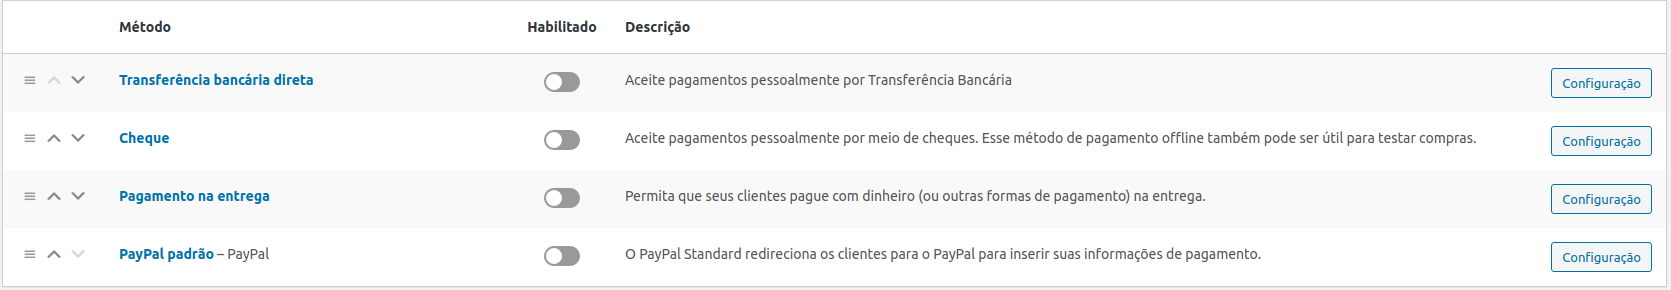 Método Habilitado Descrição
Transferência bancária direta Aceite pagamentos pessoalmente por Transferência Bancária Configuração
Cheque Aceite pagamentos pessoalmente por meio de cheques. Esse método de pagamento offline também pode ser útil para testar compras. Configuração
Pagamento na entrega Permita que seus clientes pague com dinheiro (ou outras formas de pagamento) na entrega. Configuração
PayPal padrão – PayPal O PayPal Standard redireciona os clientes para o PayPal para inserir suas informações de pagamento. Configuração